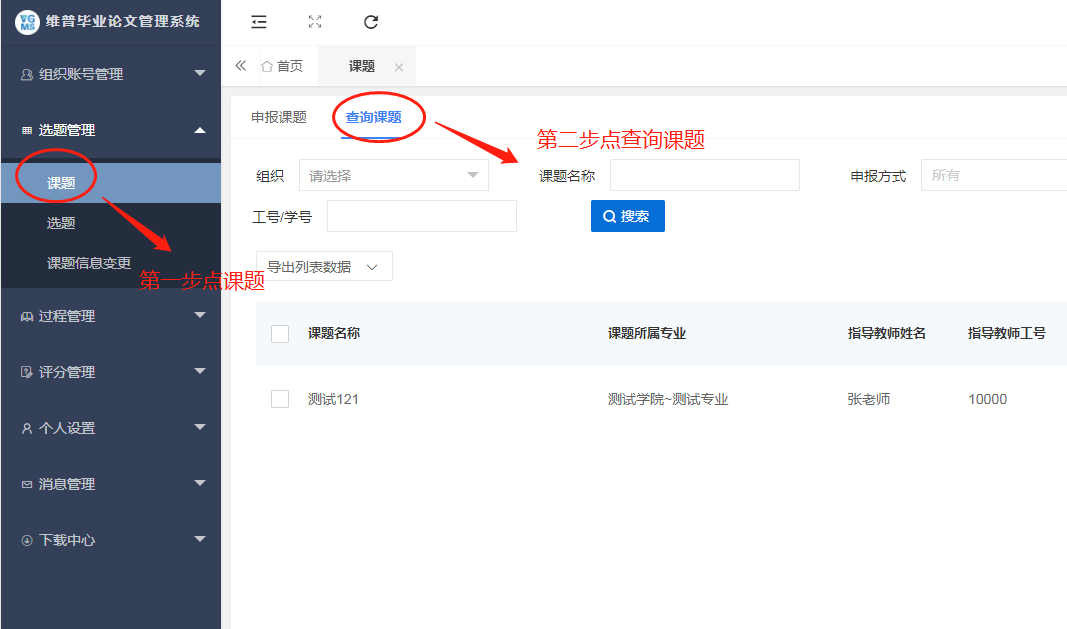 VG
MS
维普毕业论文管理系统
首页
课题
组织账号管理
选题管理
课题
选题
课题信息变更
第一步点课题
过程管理
评分管理
个人设置
消息管理
下载中心
申报课题
查询课题
第二步点查询课题
组织
请选择
课题名称
申报方式
所有
工号/学号
搜索
导出列表数据
课题名称
课题所属专业
指导教师姓名
指导教师工号
测试121
测试学院~测试专业
张老师
10000